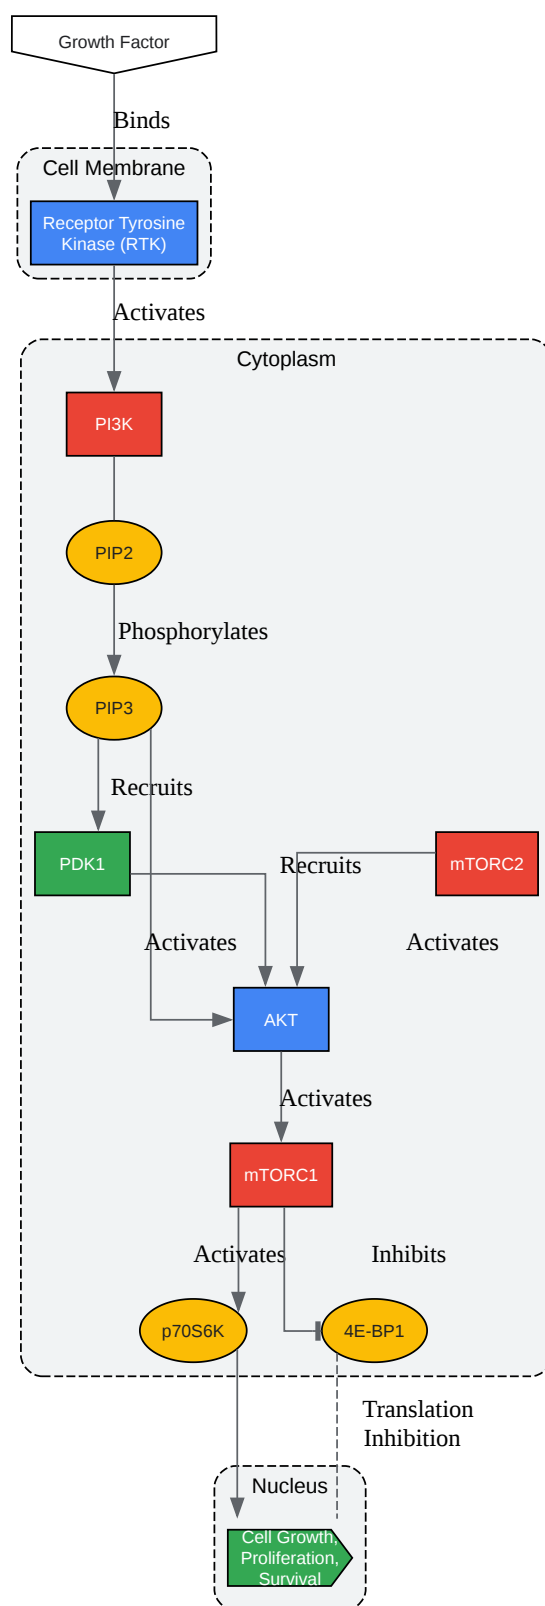 Growth Factor
Binds
Cell Membrane
Receptor Tyrosine
Kinase (RTK)
Activates
Cytoplasm
PI3K
PIP2
Phosphorylates
PIP3
Recruits
PDK1
Recruits
mTORC2
Activates
Activates
AKT
Activates
mTORC1
Activates
Inhibits
p70S6K
4E-BP1
Translation
Inhibition
Nucleus
Cell Growth,
Proliferation,
Survival